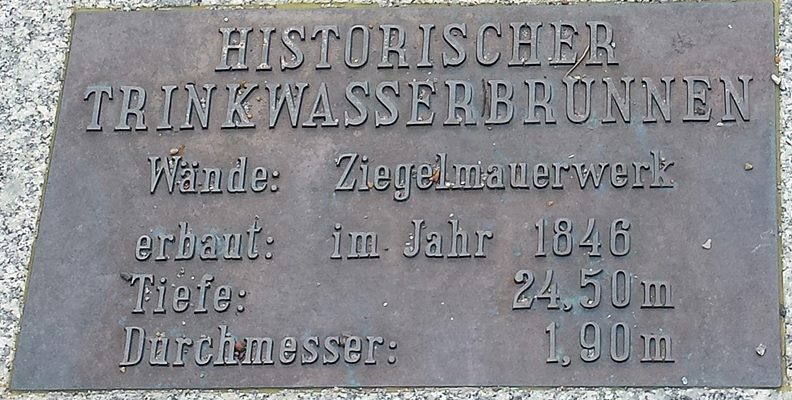 HISTORISCHER
TRINKWASSERBRUNNEN
Wände: Ziegelmauerwerk
erbaut: im Jahr 1846
Tiefe: 24,50 m
Durchmesser: 1,90 m